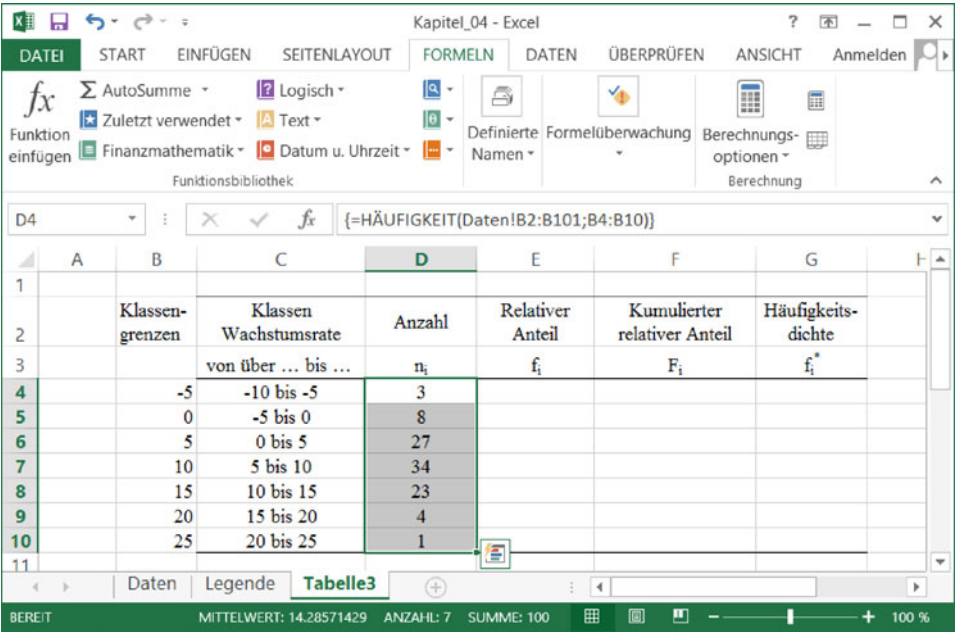 Kapitel_04 - Excel ?
DATEI START EINFÜGEN SEITENLAYOUT FORMELN DATEN ÜBERPRÜFEN ANSICHT Anmelden
fx Funktion einfügen
Σ AutoSumme
Zuletzt verwendet
Finanzmathematik
? Logisch
A Text
Datum u. Uhrzeit
θ
Definierte Namen
Formelüberwachung
Berechnungs-
optionen
Funktionsbibliothek Berechnung
D4 fx {=HÄUFIGKEIT(Daten!B2:B101;B4:B10)}
A B C D E F G H
1
2 Klassen-grenzen Klassen Wachstumsrate Anzahl Relativer Anteil Kumulierter relativer Anteil Häufigkeits-dichte
3 von über … bis … ni fi Fi fi*
4 -5 -10 bis -5 3
5 0 -5 bis 0 8
6 5 0 bis 5 27
7 10 5 bis 10 34
8 15 10 bis 15 23
9 20 15 bis 20 4
10 25 20 bis 25 1
11
Daten Legende Tabelle3
BEREIT MITTELWERT: 14.28571429 ANZAHL: 7 SUMME: 100 100 %